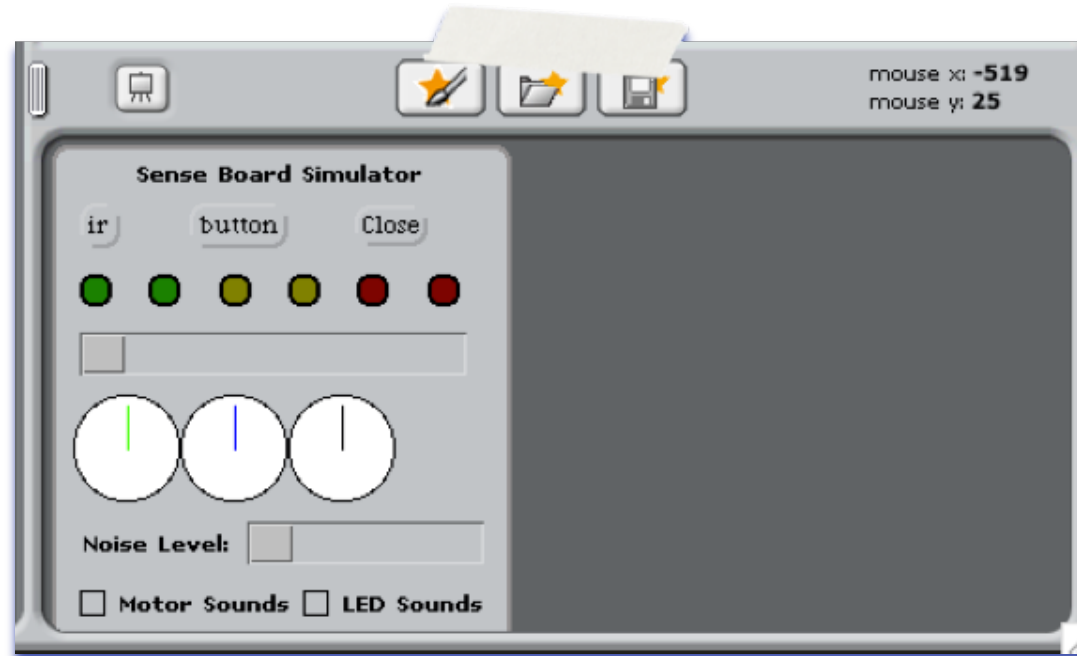 mouse x: -519
mouse y: 25
Sense Board Simulator
ir button Close
Noise Level:
Motor Sounds LED Sounds